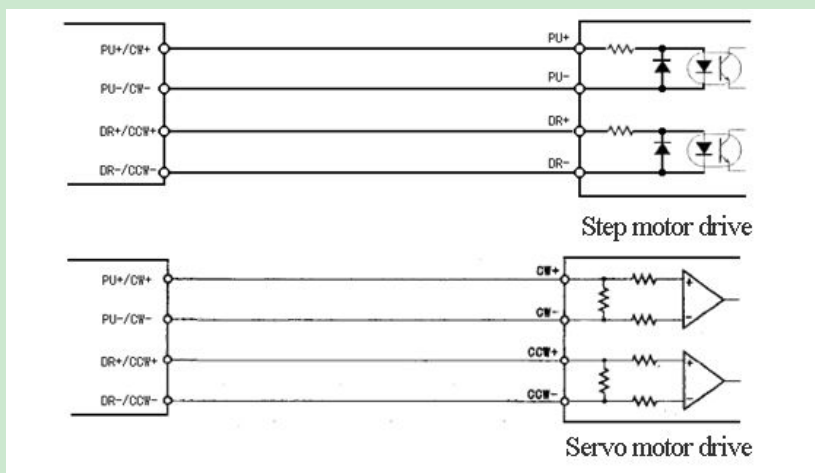 PU+/CW+ PU+
PU-/CW- PU-
DR+/CCW+ DR+
DR-/CCW- DR-
Step motor drive
PU+/CW+ CW+ +
PU-/CW- CW- -
DR+/CCW+ CCW+ +
DR-/CCW- CCW- -
Servo motor drive